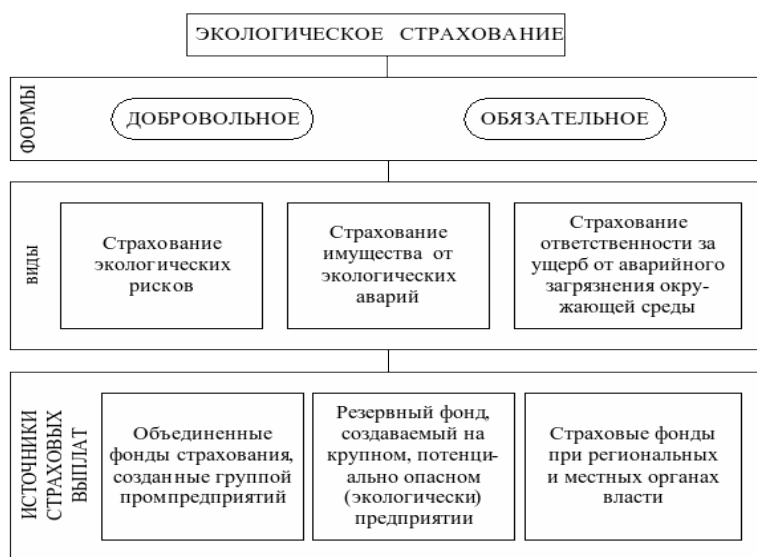 ЭКОЛОГИЧЕСКОЕ СТРАХОВАНИЕ
ФОРМЫ
ДОБРОВОЛЬНОЕ
ОБЯЗАТЕЛЬНОЕ
ВИДЫ
Страхование
экологических
рисков
Страхование
имущества от
экологических
аварий
Страхование
ответственности за
ущерб от аварийного
загрязнения окру-
жающей среды
ИСТОЧНИКИ
СТРАХОВЫХ
ВЫПЛАТ
Объединенные
фонды страхования,
созданные группой
промпредприятий
Резервный фонд,
создаваемый на
крупном, потенци-
ально опасном
(экологически)
предприятии
Страховые фонды
при региональных
и местных органах
власти